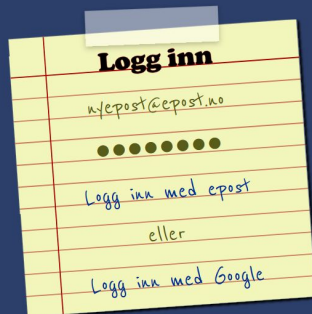 Logg inn
nyepost@epost.no
●●●●●●●●
Logg inn med epost
eller
Logg inn med Google